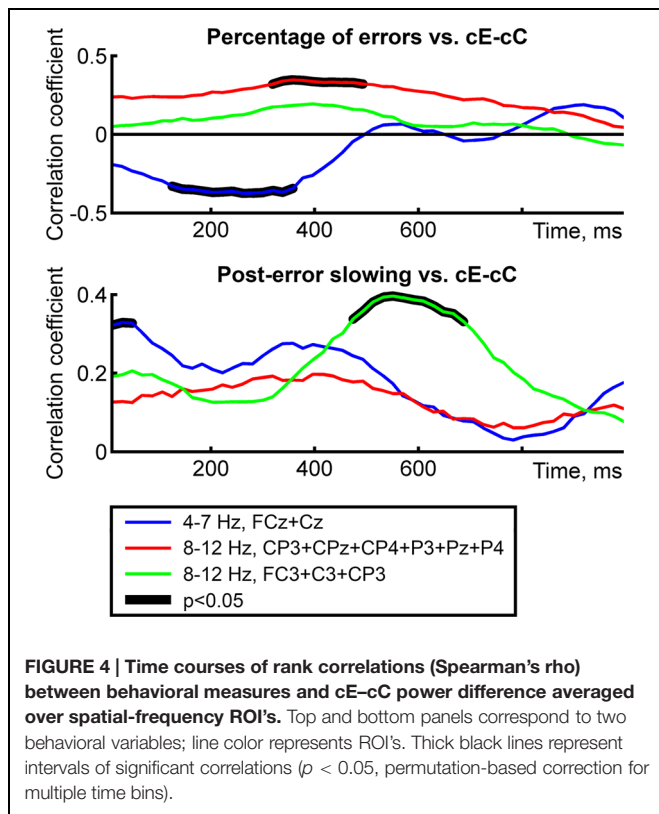 Percentage of errors vs. cE-cC
Correlation coefficient
0.5
0
-0.5
200
400
600
Time, ms
Post-error slowing vs. cE-cC
Correlation coefficient
0.4
0.2
0
200
400
600
Time, ms
4-7 Hz, FCz+Cz
8-12 Hz, CP3+CPz+CP4+P3+Pz+P4
8-12 Hz, FC3+C3+CP3
p<0.05
FIGURE 4 | Time courses of rank correlations (Spearman's rho)
between behavioral measures and cE–cC power difference averaged
over spatial-frequency ROI's. Top and bottom panels correspond to two
behavioral variables; line color represents ROI's. Thick black lines represent
intervals of significant correlations (p < 0.05, permutation-based correction for
multiple time bins).